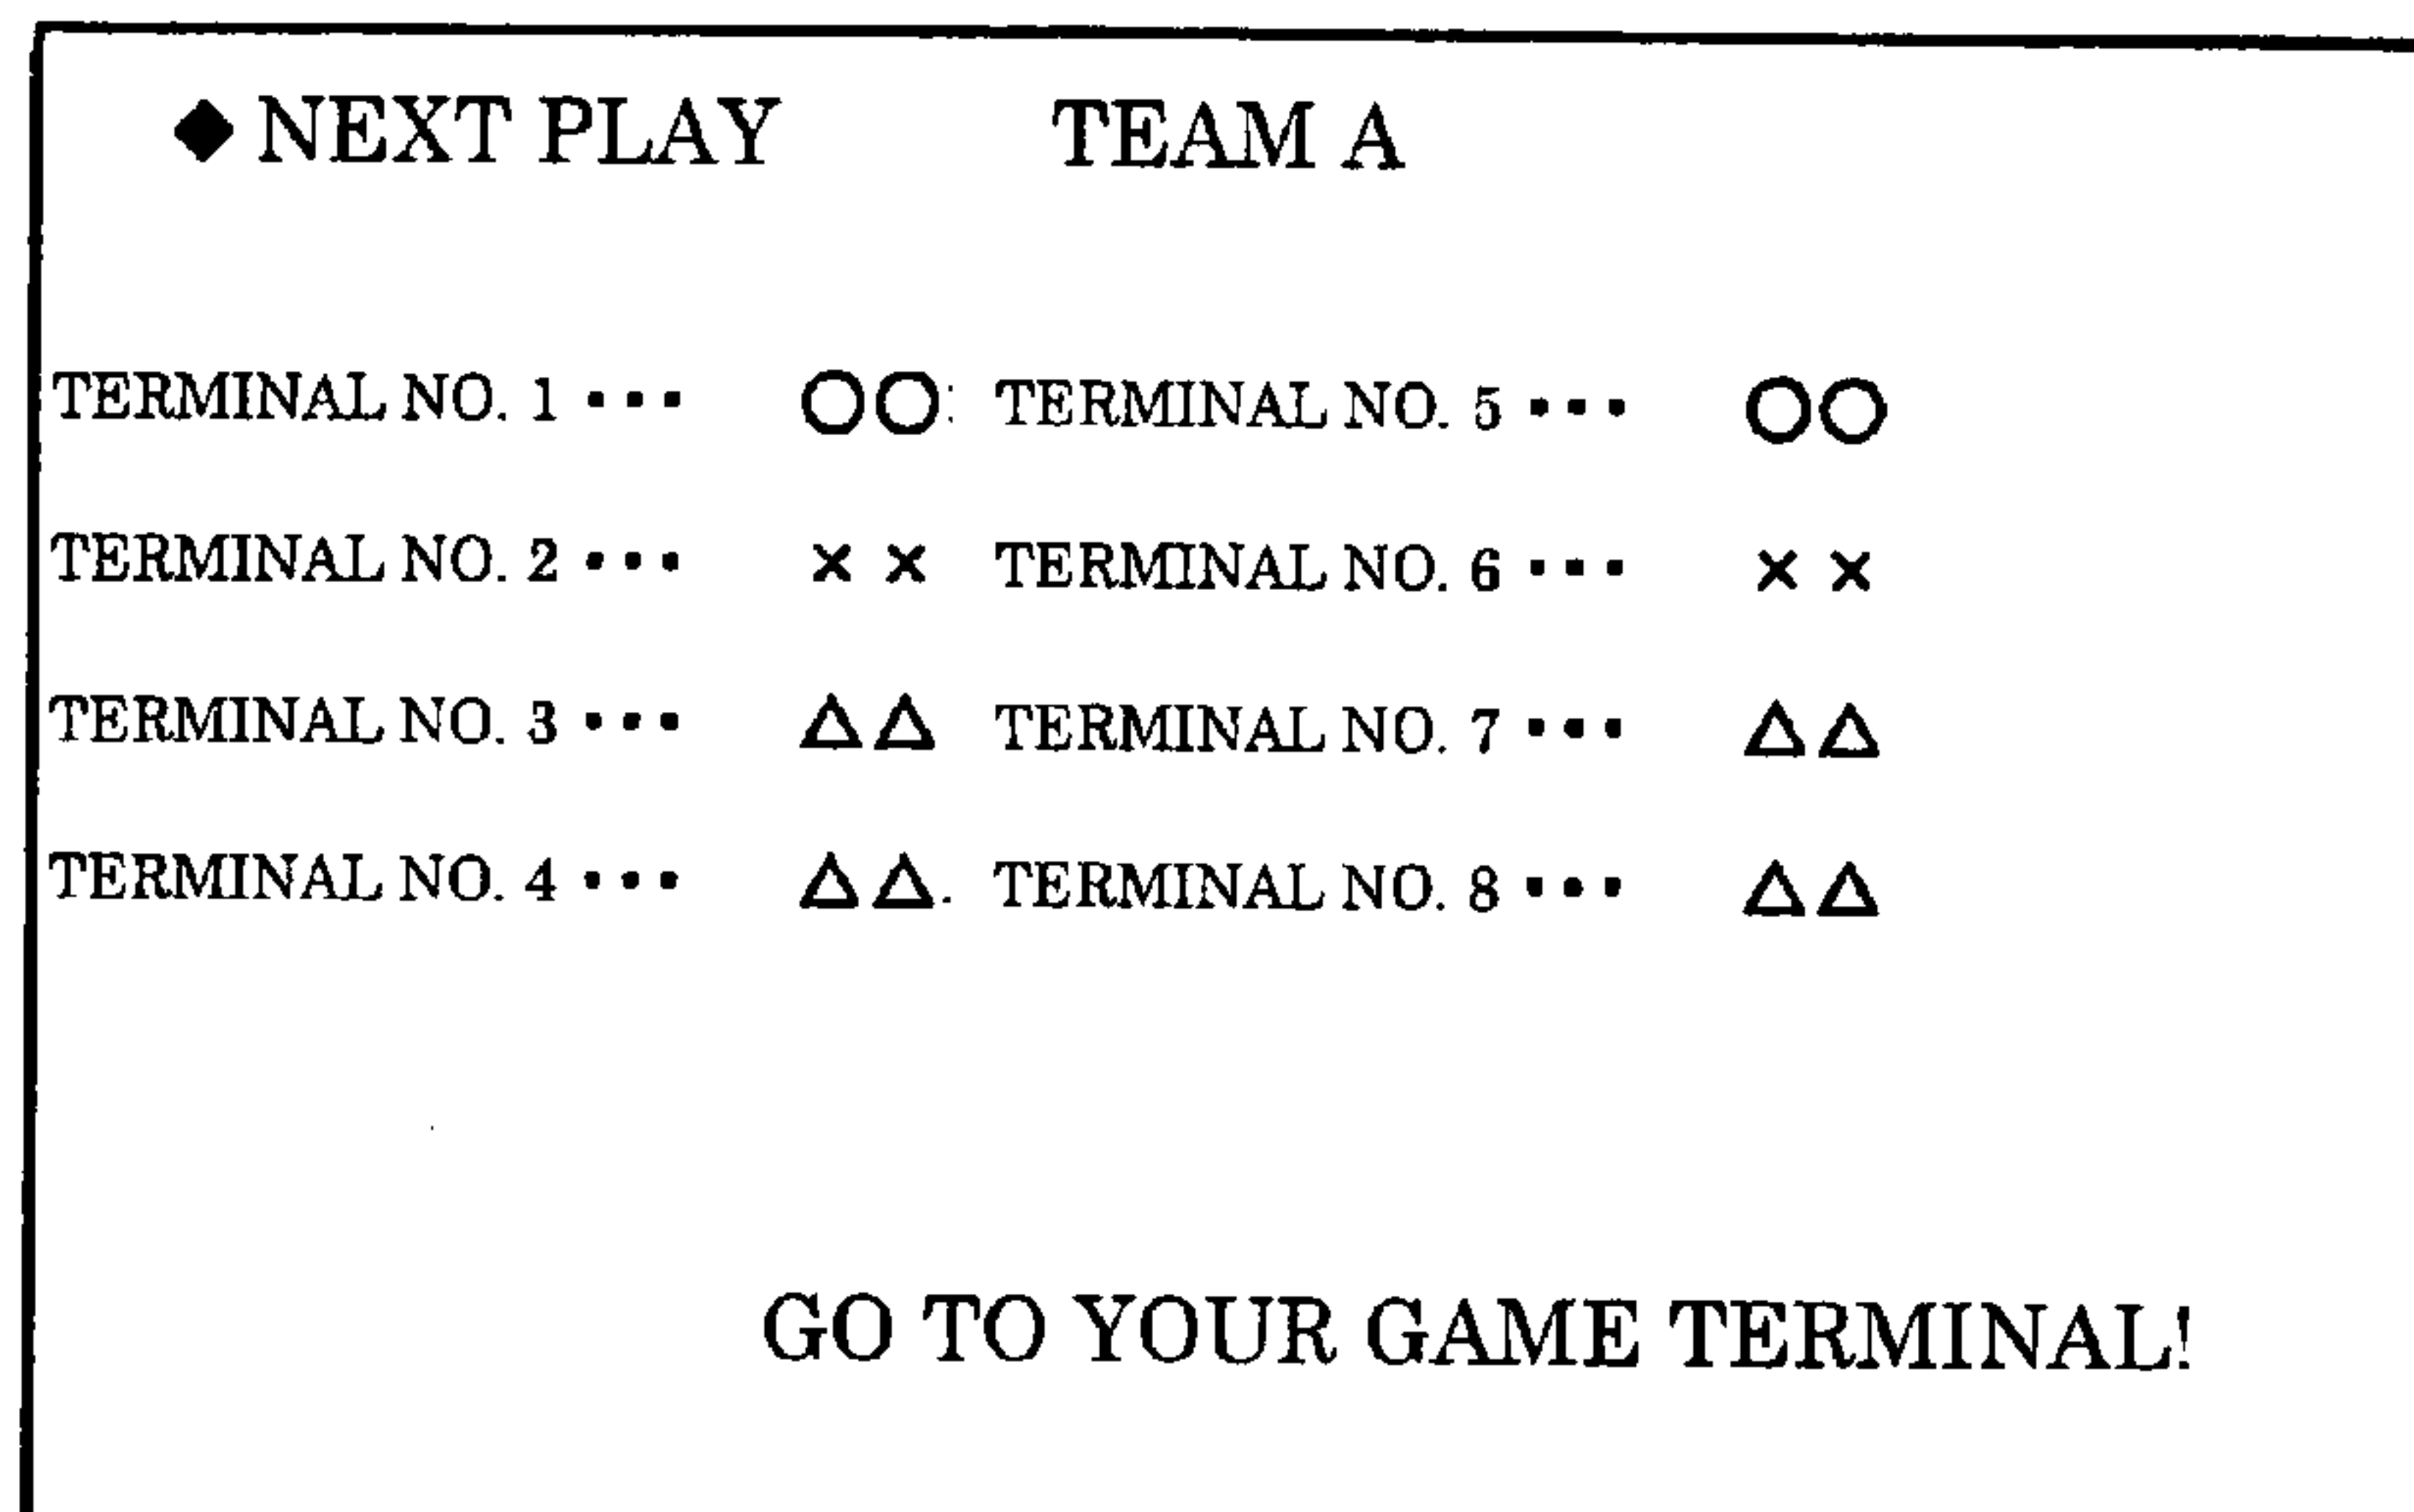 ◆ NEXT PLAY TEAM A
TERMINAL NO. 1 ••• ○○ TERMINAL NO. 5 ••• ○○
TERMINAL NO. 2 ••• ×× TERMINAL NO. 6 ••• ××
TERMINAL NO. 3 ••• △△ TERMINAL NO. 7 ••• △△
TERMINAL NO. 4 ••• △△ TERMINAL NO. 8 ••• △△
GO TO YOUR GAME TERMINAL!